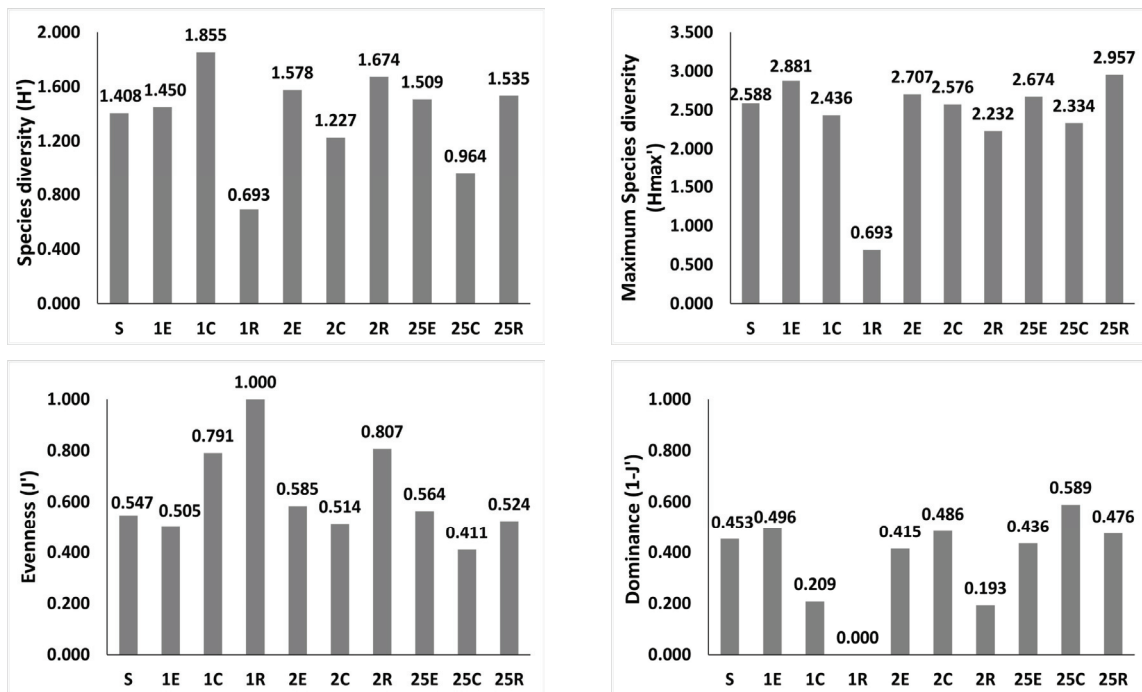 Species diversity (H')
2.000
1.600
1.200
0.800
0.400
0.000
1.408 1.450 1.855 0.693 1.578 1.227 1.674 1.509 0.964 1.535
S 1E 1C 1R 2E 2C 2R 25E 25C 25R
Maximum Species diversity
(Hmax')
3.500
3.000
2.500
2.000
1.500
1.000
0.500
0.000
2.588 2.881 2.436 0.693 2.707 2.576 2.232 2.674 2.334 2.957
S 1E 1C 1R 2E 2C 2R 25E 25C 25R
Evenness (J')
1.000
0.800
0.600
0.400
0.200
0.000
0.547 0.505 0.791 1.000 0.585 0.514 0.807 0.564 0.411 0.524
S 1E 1C 1R 2E 2C 2R 25E 25C 25R
Dominance (1-J')
1.000
0.800
0.600
0.400
0.200
0.000
0.453 0.496 0.209 0.000 0.415 0.486 0.193 0.436 0.589 0.476
S 1E 1C 1R 2E 2C 2R 25E 25C 25R